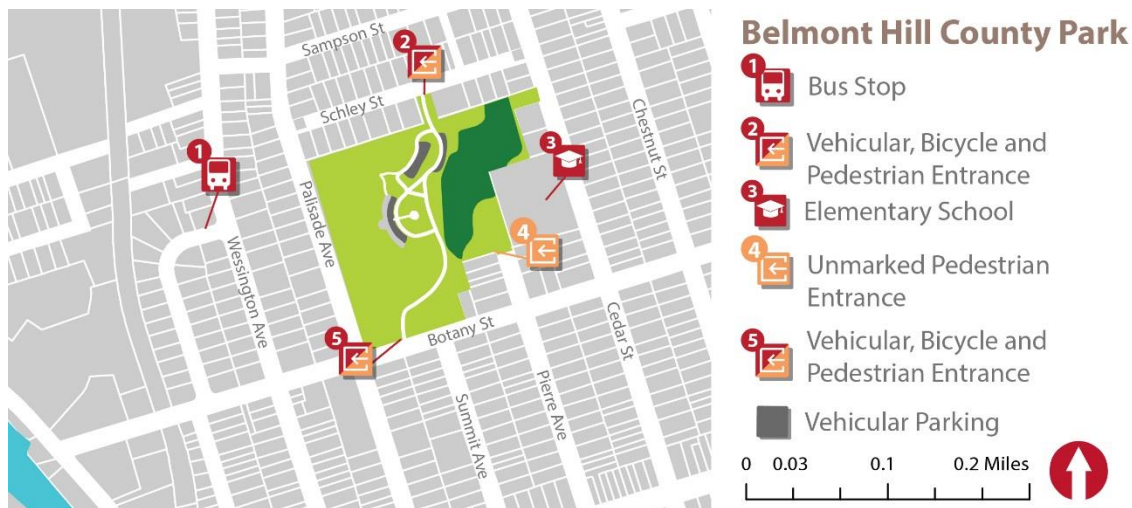 Sampson St
2
Schley St
1
3
Chestnut St
Palisade Ave
4
Wessington Ave
Botany St
Cedar St
5
Pierre Ave
Summit Ave
Belmont Hill County Park
1
Bus Stop
2
Vehicular, Bicycle and
Pedestrian Entrance
3
Elementary School
4
Unmarked Pedestrian
Entrance
5
Vehicular, Bicycle and
Pedestrian Entrance
Vehicular Parking
0 0.03 0.1 0.2 Miles